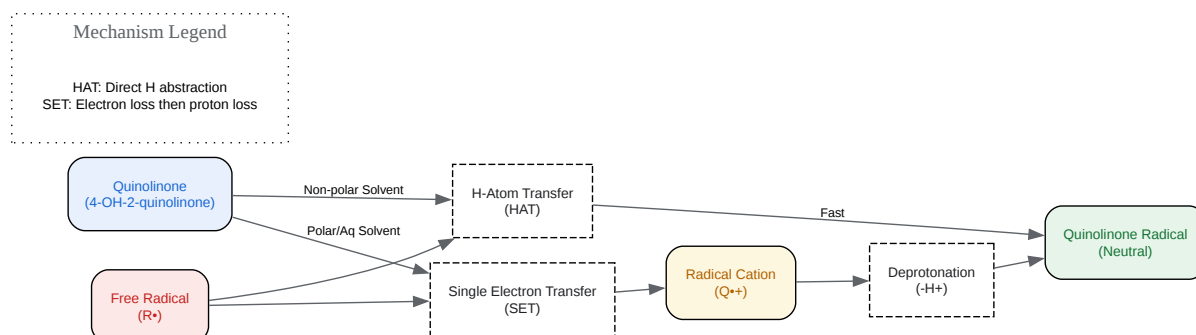 Mechanism Legend
HAT: Direct H abstraction
SET: Electron loss then proton loss
Quinolinone
(4-OH-2-quinolinone)
Non-polar Solvent
H-Atom Transfer
(HAT)
Fast
Polar/Aq Solvent
Quinolinone Radical
(Neutral)
Free Radical
(R•)
Single Electron Transfer
(SET)
Radical Cation
(Q•+)
Deprotonation
(-H+)